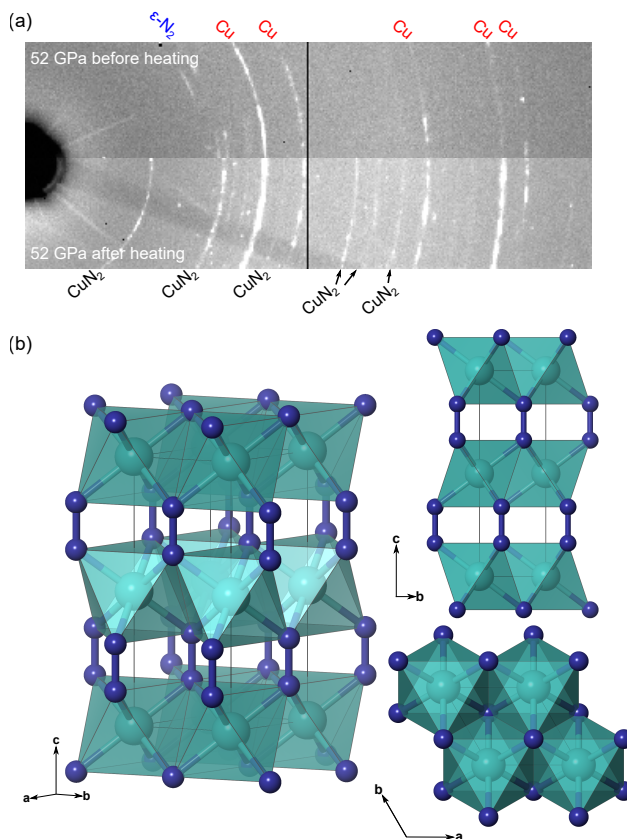 (a)
ε-N₂
Cu
Cu
Cu
Cu
Cu
52 GPa before heating
52 GPa after heating
CuN₂
CuN₂
CuN₂
CuN₂
CuN₂
(b)
c
b
c
a
b
b
a